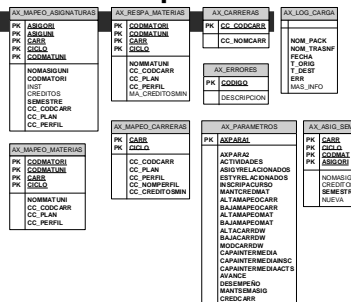 AX_MAPEO_ASIGNATURAS
PK ASIGORI
PK ASIGUNI
PK CARR
PK CICLO
PK CODMATUNI
NOMASIGUNI
CODMATORI
INST
CREDITOS
SEMESTRE
CC_CODCARR
CC_PLAN
CC_PERFIL
AX_RESPA_MATERIAS
PK CODMATORI
PK CODMATUNI
PK CARR
PK CICLO
NOMMATUNI
CC_CODCARR
CC_PLAN
CC_PERFIL
MA_CREDITOSMIN
AX_CARRERAS
PK CC_CODCARR
CC_NOMCARR
AX_LOG_CARGA
NOM_PACK
NOM_TRASNF
FECHA
T_ORIG
T_DEST
ERR
MAS_INFO
AX_ERRORES
PK CODIGO
DESCRIPCION
AX_MAPEO_MATERIAS
PK CODMATORI
PK CODMATUNI
PK CARR
PK CICLO
NOMMATUNI
CC_CODCARR
CC_PLAN
CC_PERFIL
AX_MAPEO_CARRERAS
PK CARR
PK CICLO
CC_CODCARR
CC_PLAN
CC_PERFIL
CC_NOMPERFIL
CC_CREDITOSMIN
AX_PARAMETROS
PK AXPARA1
AXPARA2
ACTIVIDADES
ASIGYRELACIONADOS
ESTYRELACIONADOS
INSCRIPACURSO
MANTCREDMAT
ALTAMAPEOCARR
BAJAMAPEOCARR
ALTAMAPEOMAT
BAJAMAPEOMAT
ALTACARRDW
BAJACARRDW
MODCARRDW
CAPAINTERMEDIA
CAPAINTERMEDIAINSC
CAPAINTERMEDIAACTS
AVANCE
DESEMPEÑO
MANTSEMASIG
CREDCARR
AX_ASIG_SEM
PK CARR
PK CICLO
PK CODMAT
PK ASIGORI
NOMASIG
CREDITO
SEMESTR
NUEVA